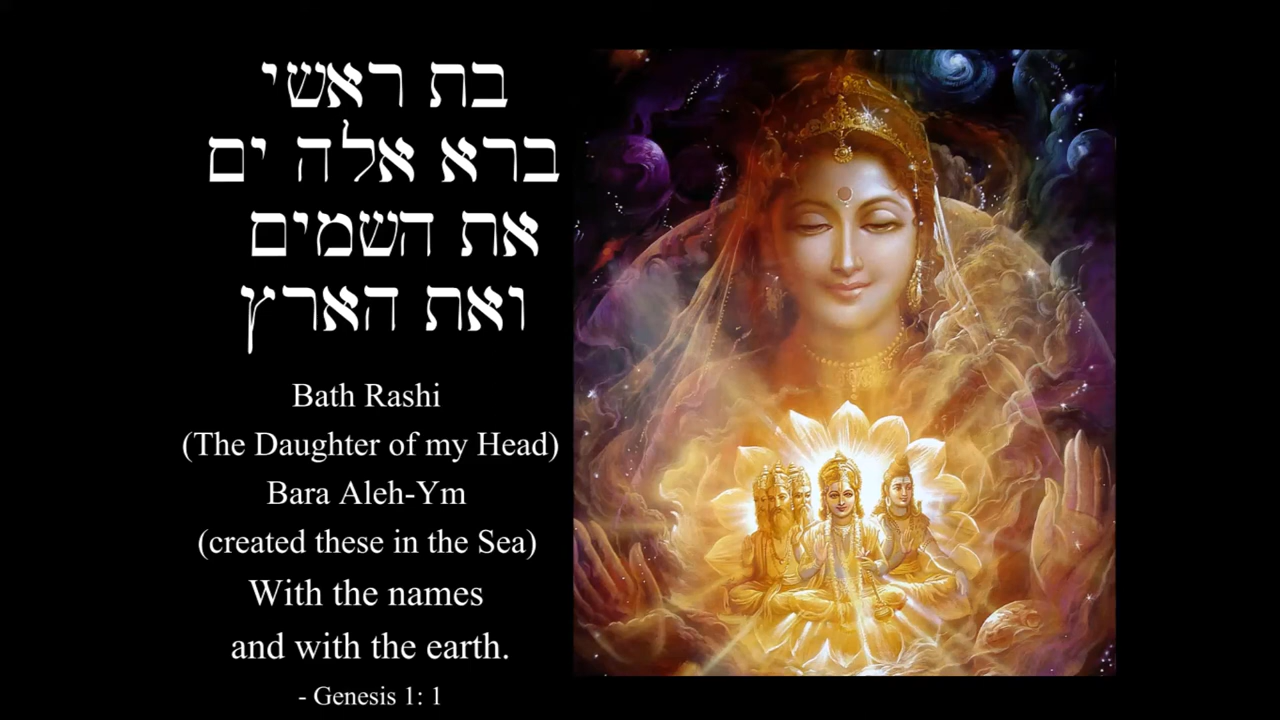 בת ראשי
ברא אלה ים
את השמים
ואת הארץ
Bath Rashi
(The Daughter of my Head)
Bara Aleh-Ym
(created these in the Sea)
With the names
and with the earth.
- Genesis 1: 1